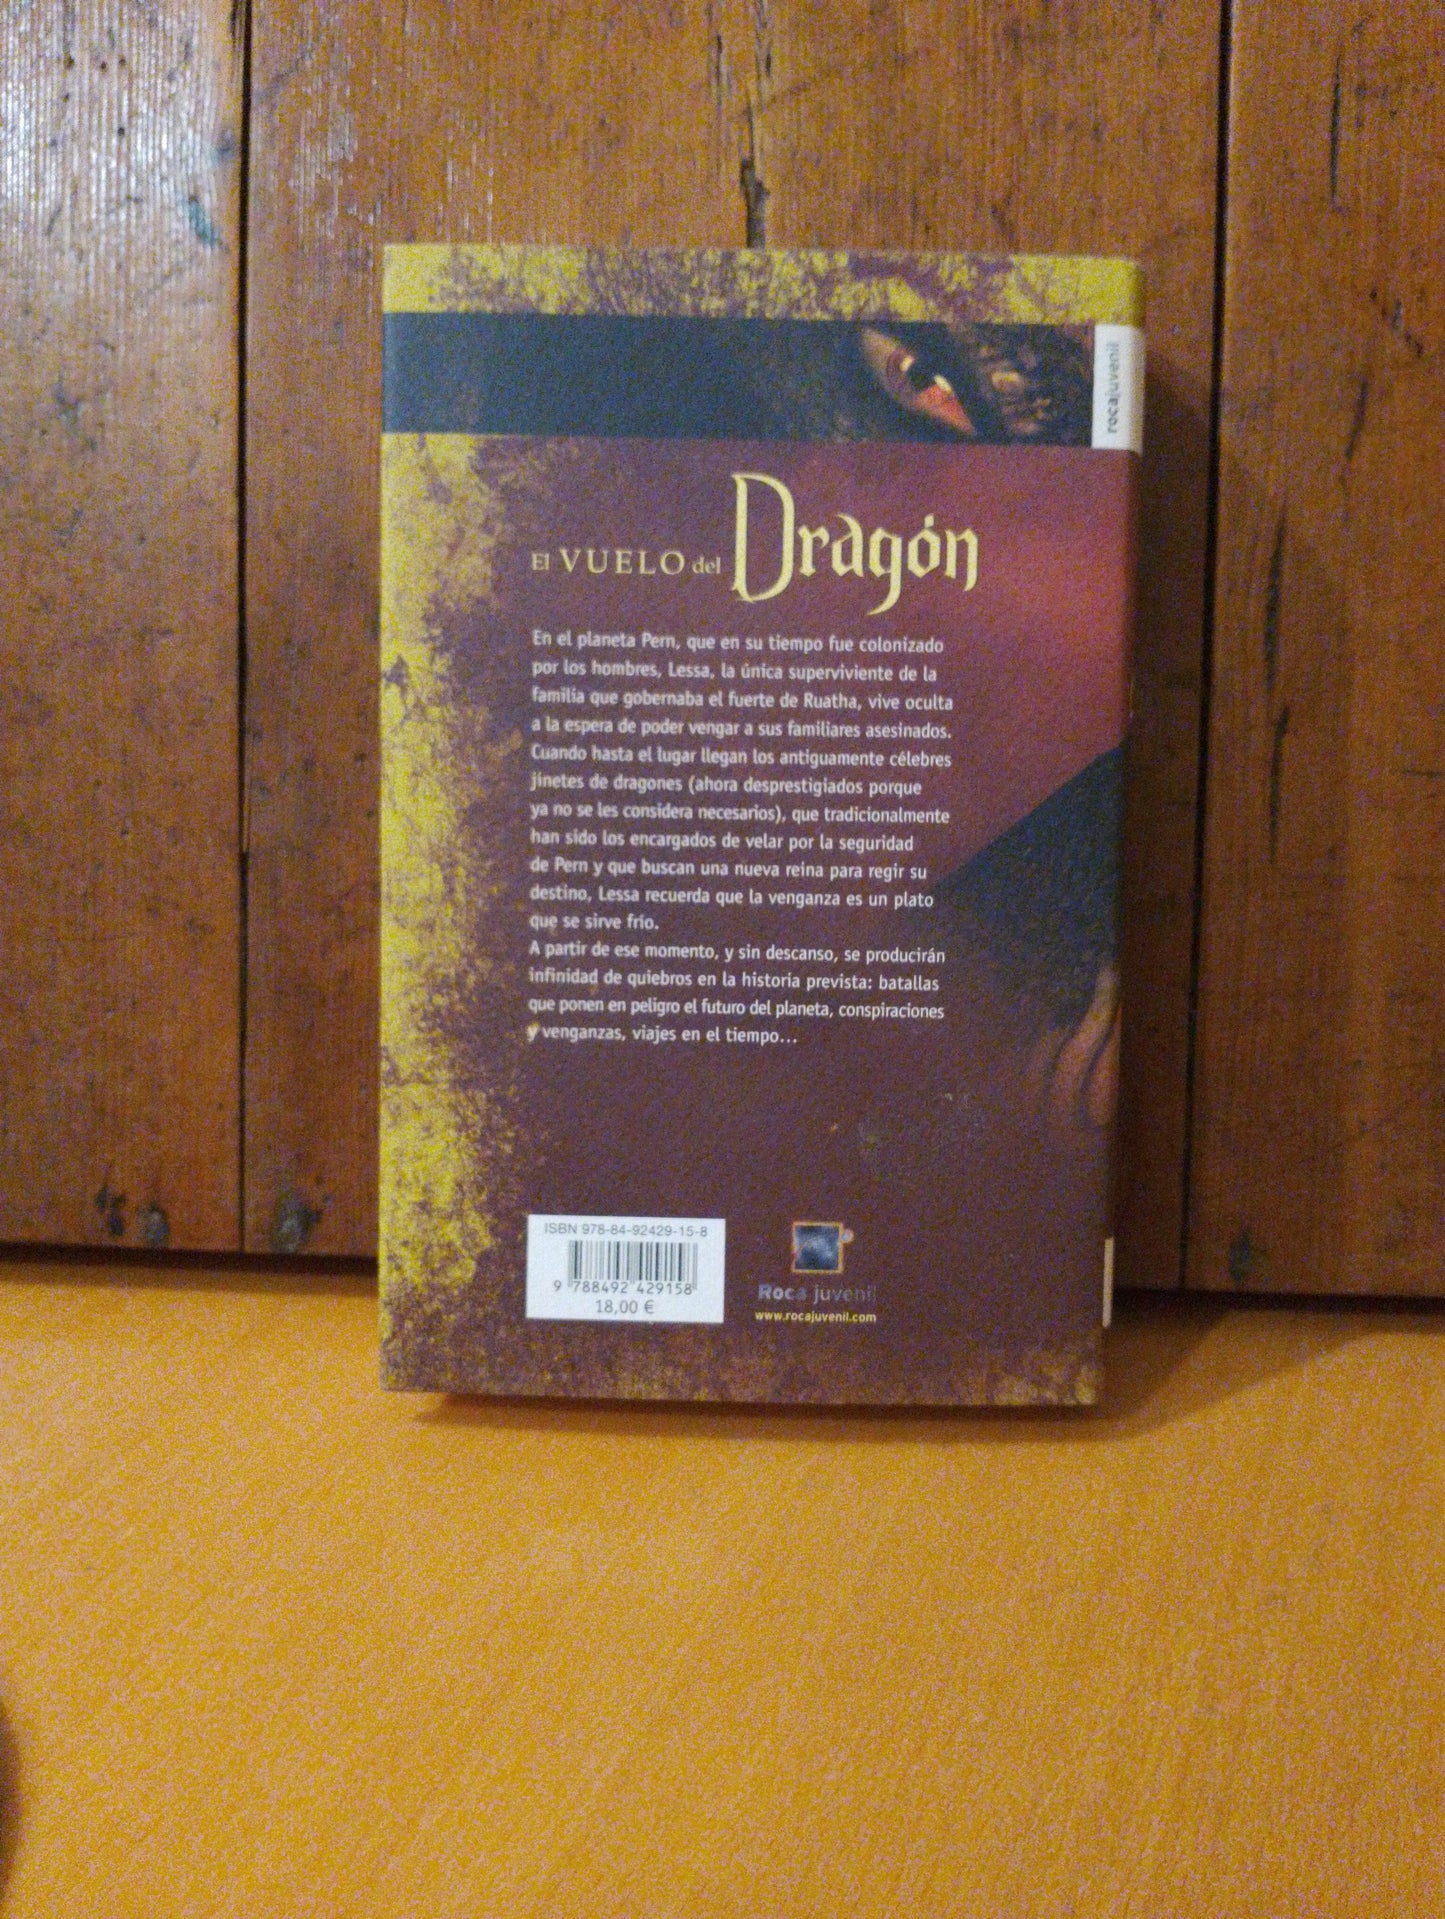 rocajuvenil
El VUELO del Dragón
En el planeta Pern, que en su tiempo fue colonizado
por los hombres, Lessa, la única superviviente de la
familia que gobernaba el fuerte de Ruatha, vive oculta
a la espera de poder vengar a sus familiares asesinados.
Cuando hasta el lugar llegan los antiguamente célebres
jinetes de dragones (ahora desprestigiados porque
ya no se les considera necesarios), que tradicionalmente
han sido los encargados de velar por la seguridad
de Pern y que buscan una nueva reina para regir su
destino, Lessa recuerda que la venganza es un plato
que se sirve frío.
A partir de ese momento, y sin descanso, se producirán
infinidad de quiebros en la historia prevista: batallas
que ponen en peligro el futuro del planeta, conspiraciones
y venganzas, viajes en el tiempo...
ISBN 978-84-92429-15-8
9 788492 429158
18,00 €
Roca juvenil
www.rocajuvenil.com